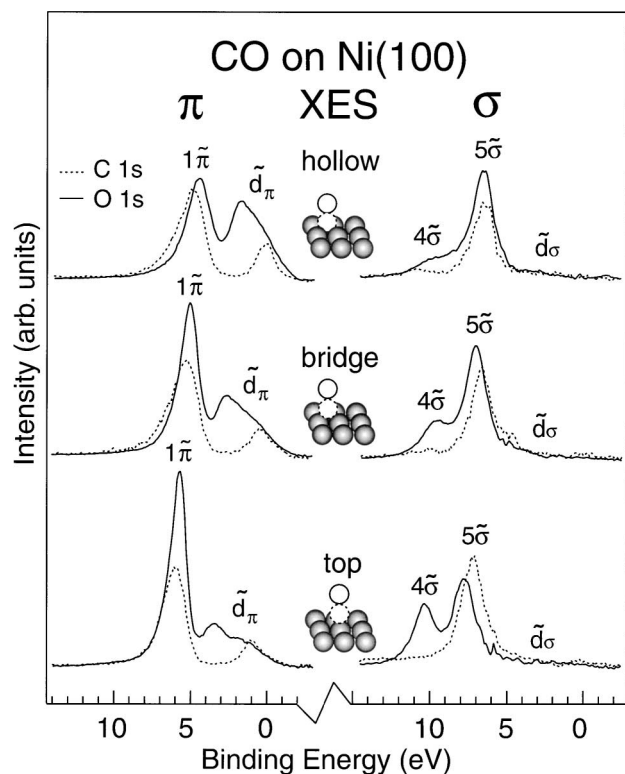 CO on Ni(100)
π XES σ
C 1s
O 1s
hollow
1π̃
d̃π
5σ̃
4σ̃
d̃σ
bridge
1π̃
d̃π
5σ̃
4σ̃
d̃σ
top
1π̃
d̃π
5σ̃
4σ̃
d̃σ
Intensity (arb. units)
10 5 0 10 5 0
Binding Energy (eV)